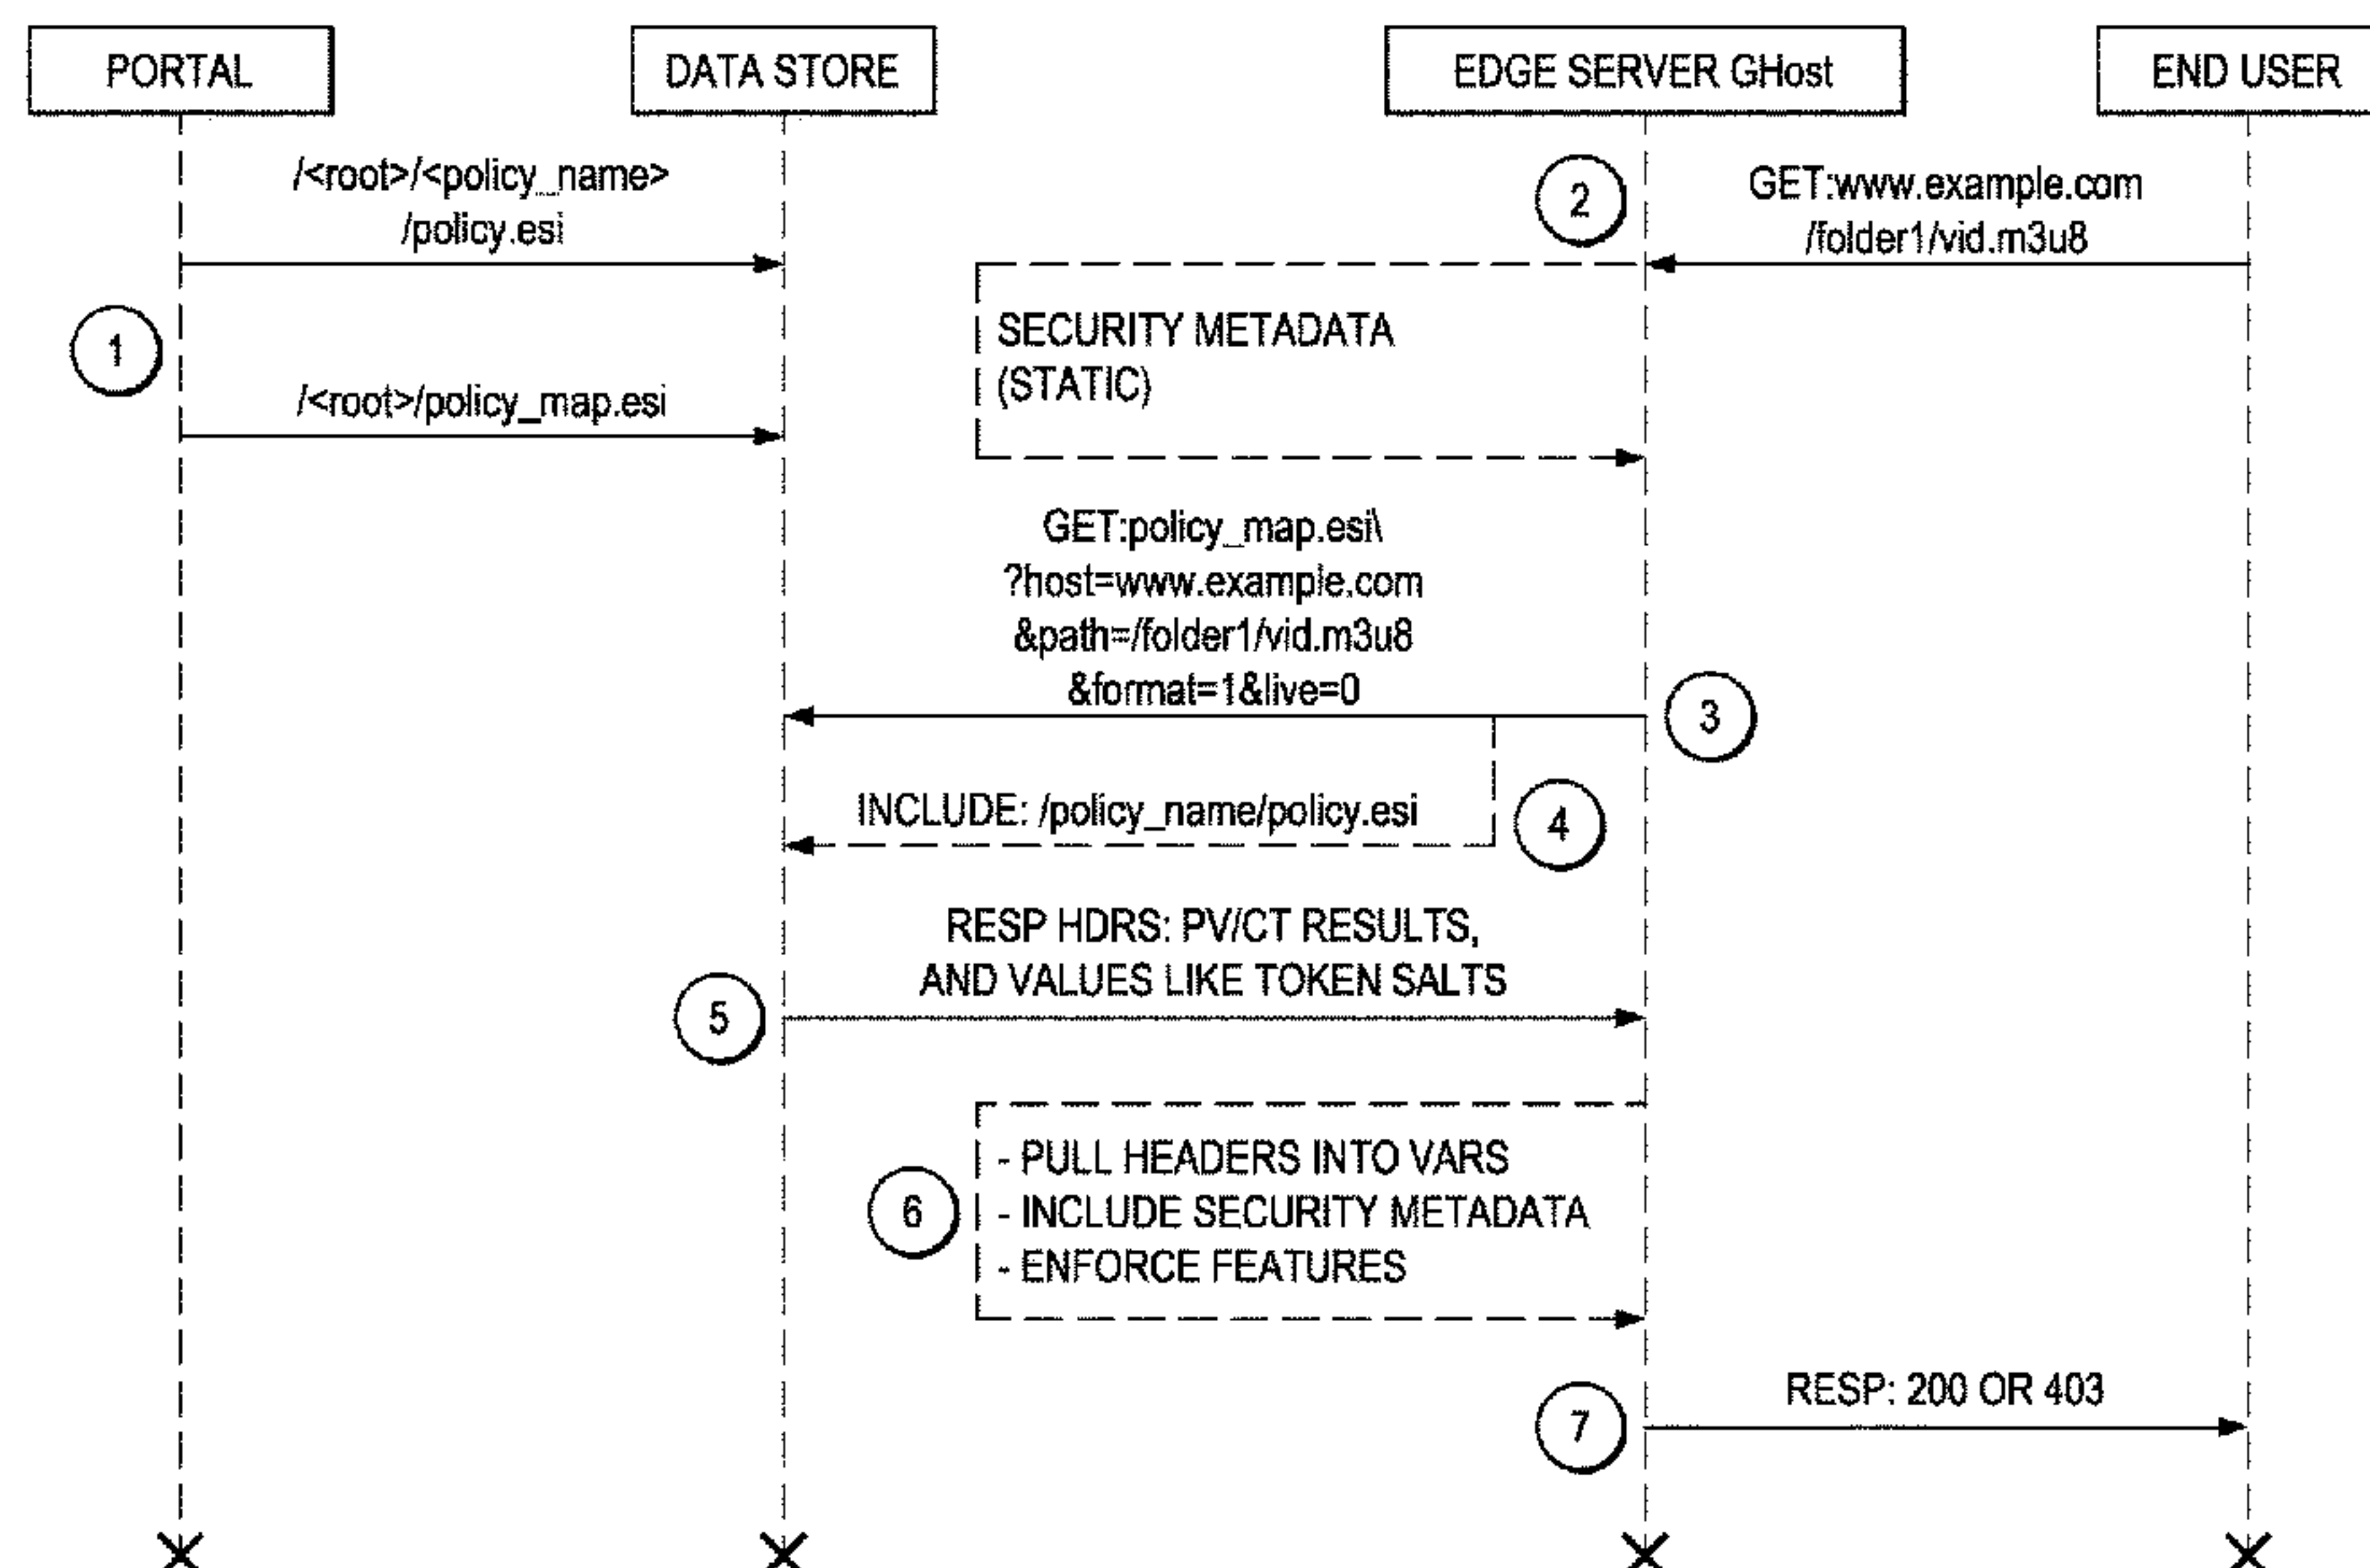 PORTAL
DATA STORE
EDGE SERVER GHost
END USER
/<root>/<policy_name>
/policy.esi
2
GET:www.example.com
/folder1/vid.m3u8
1
SECURITY METADATA
(STATIC)
/<root>/policy_map.esi
GET:policy_map.esi\
?host=www.example.com
&path=/folder1/vid.m3u8
&format=1&live=0
3
INCLUDE: /policy_name/policy.esi
4
RESP HDRS: PV/CT RESULTS,
AND VALUES LIKE TOKEN SALTS
5
- PULL HEADERS INTO VARS
6
- INCLUDE SECURITY METADATA
- ENFORCE FEATURES
RESP: 200 OR 403
7